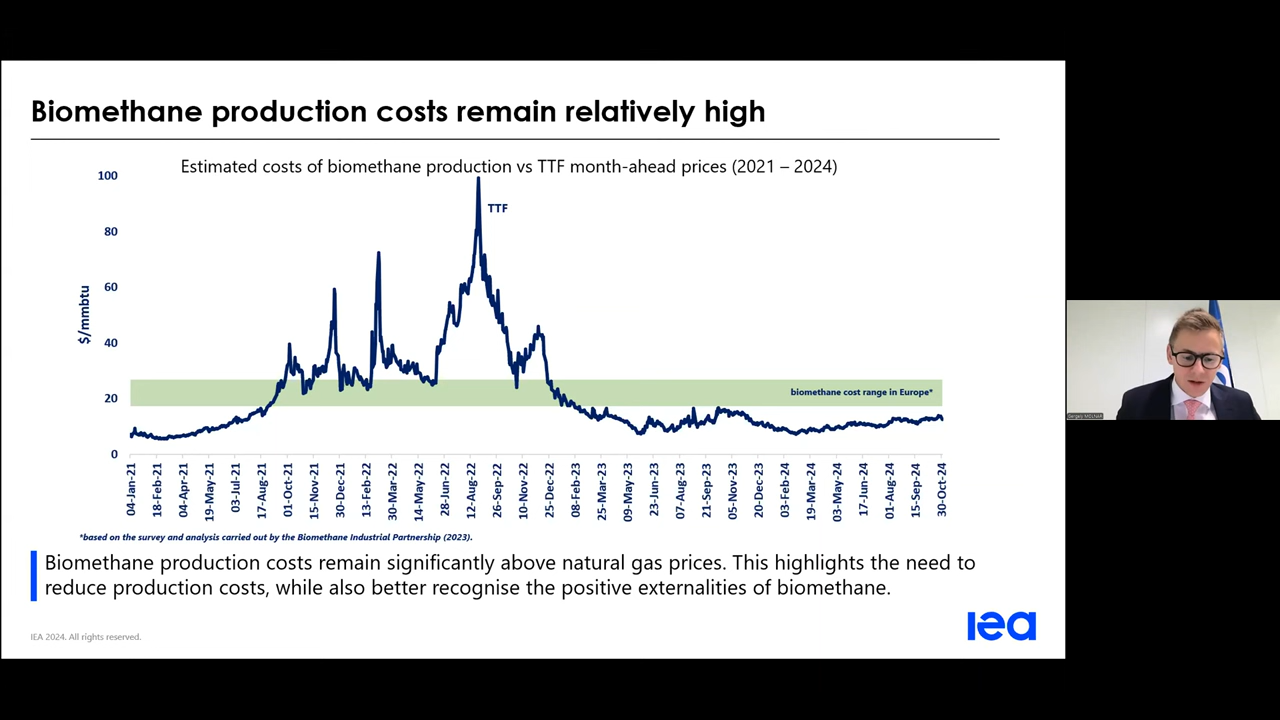 Biomethane production costs remain relatively high
Estimated costs of biomethane production vs TTF month-ahead prices (2021 – 2024)
100
80
60
40
20
0
$/mmbtu
TTF
biomethane cost range in Europe*
04-Jan-21
18-Feb-21
04-Apr-21
19-May-21
03-Jul-21
17-Aug-21
01-Oct-21
15-Nov-21
30-Dec-21
13-Feb-22
30-Mar-22
14-May-22
28-Jun-22
12-Aug-22
26-Sep-22
10-Nov-22
25-Dec-22
08-Feb-23
25-Mar-23
09-May-23
23-Jun-23
07-Aug-23
21-Sep-23
05-Nov-23
20-Dec-23
03-Feb-24
19-Mar-24
03-May-24
17-Jun-24
01-Aug-24
15-Sep-24
30-Oct-24
*based on the survey and analysis carried out by the Biomethane Industrial Partnership (2023).
Biomethane production costs remain significantly above natural gas prices. This highlights the need to
reduce production costs, while also better recognise the positive externalities of biomethane.
IEA 2024. All rights reserved.
iea
Gergely MOLNAR